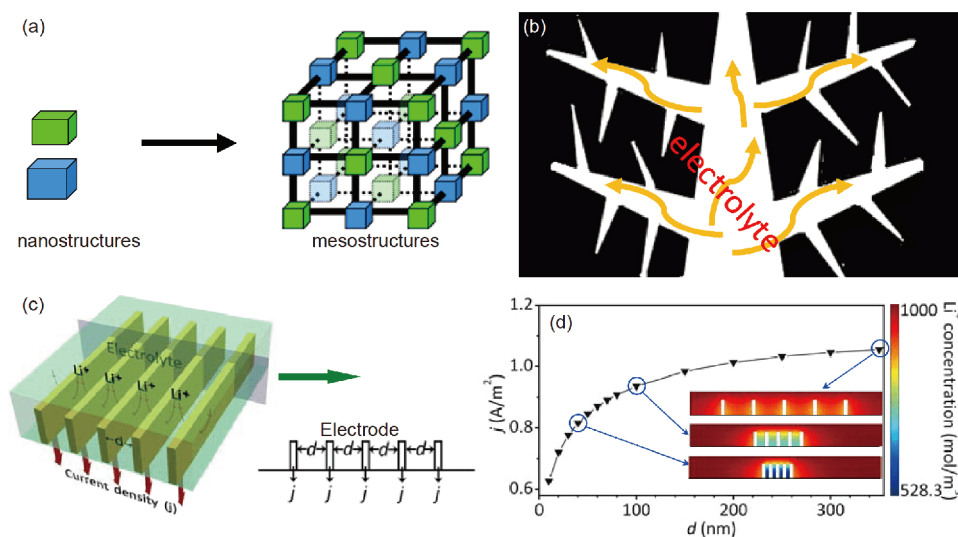 (a)
nanostructures
mesostructures
(b)
electrolyte
(c)
Electrolyte
Li⁺
Li⁺
Li⁺
Li⁺
d
Current density (j)
Electrode
d d d d
j j j j j
(d)
1.2
1.0
0.8
0.6
j (A/m²)
0 100 200 300
d (nm)
1000
528.3
Li⁺ concentration (mol/m³)